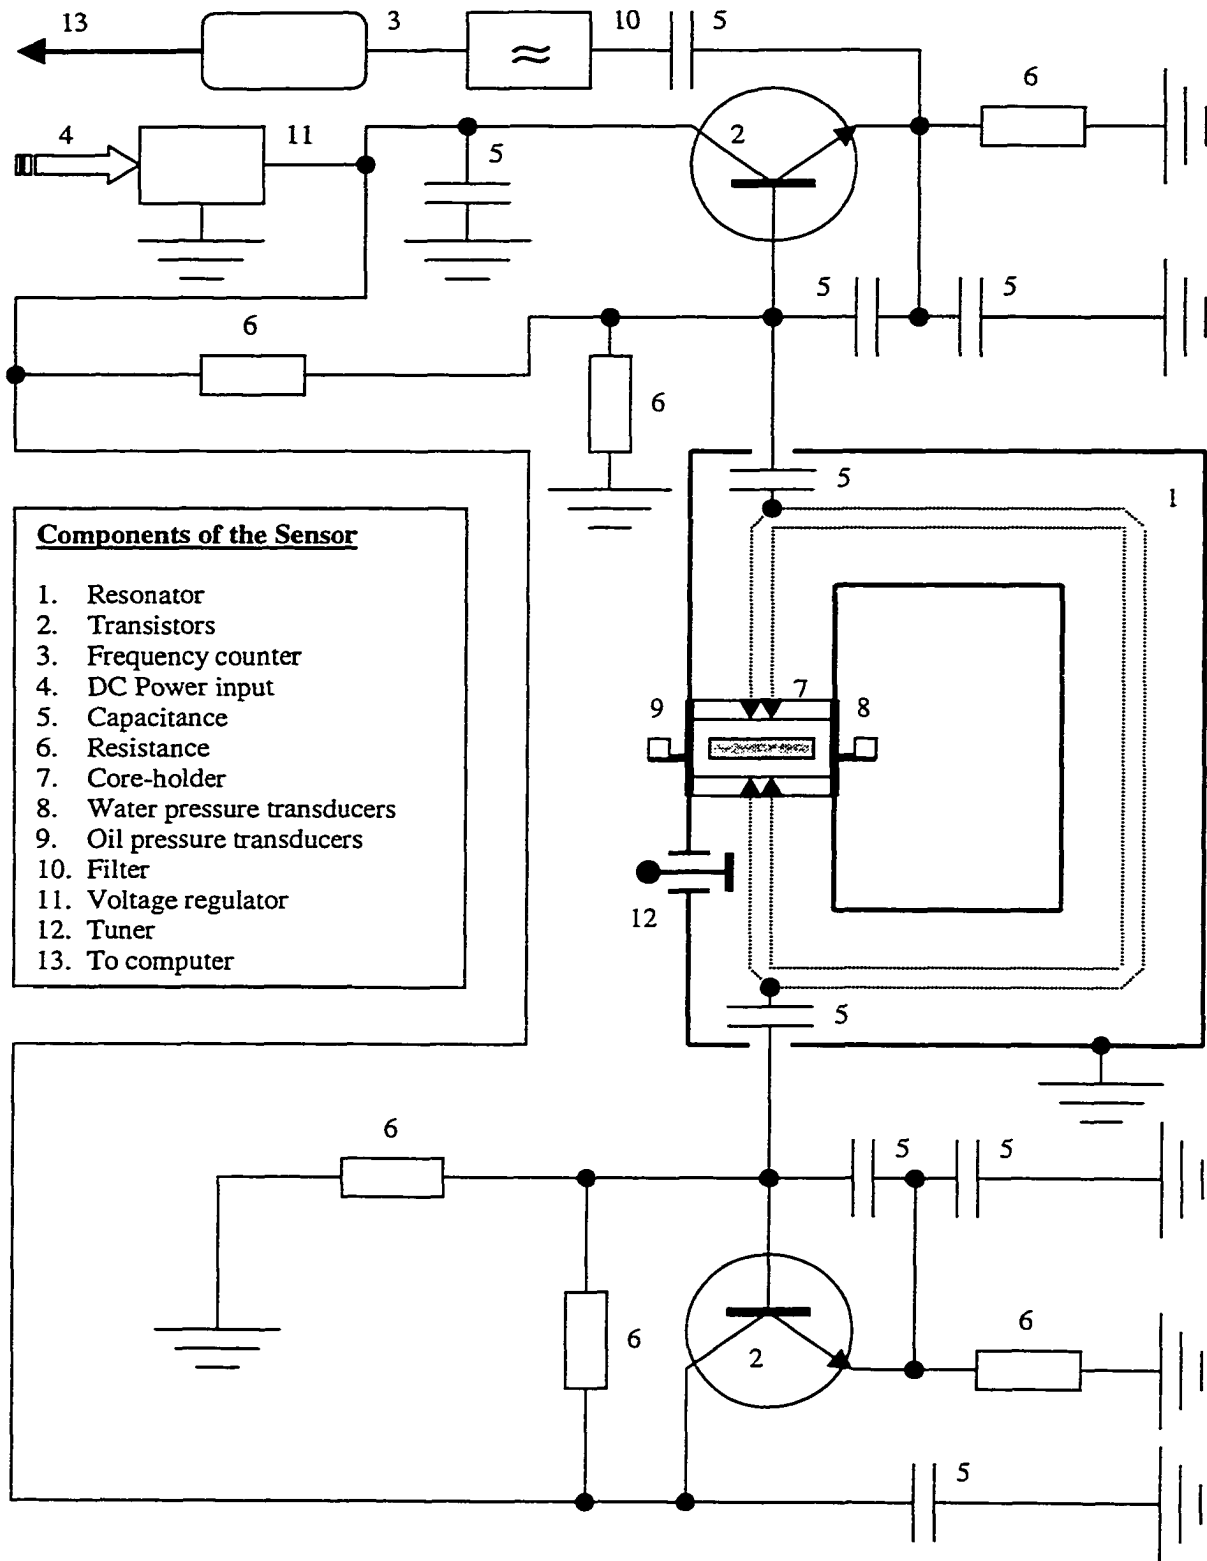 13
3
10
5
6
4
11
5
2
5
5
6
6
5
1
Components of the Sensor
1. Resonator
2. Transistors
3. Frequency counter
4. DC Power input
5. Capacitance
6. Resistance
7. Core-holder
8. Water pressure transducers
9. Oil pressure transducers
10. Filter
11. Voltage regulator
12. Tuner
13. To computer
9
7
8
12
5
6
5
5
6
2
6
5